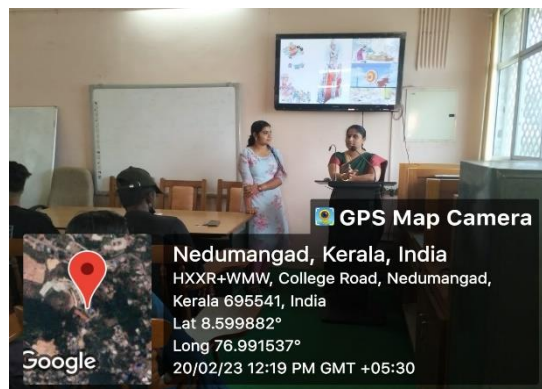 GPS Map Camera
Nedumangad, Kerala, India
HXXR+WMW, College Road, Nedumangad,
Kerala 695541, India
Lat 8.599882°
Long 76.991537°
20/02/23 12:19 PM GMT +05:30
Google